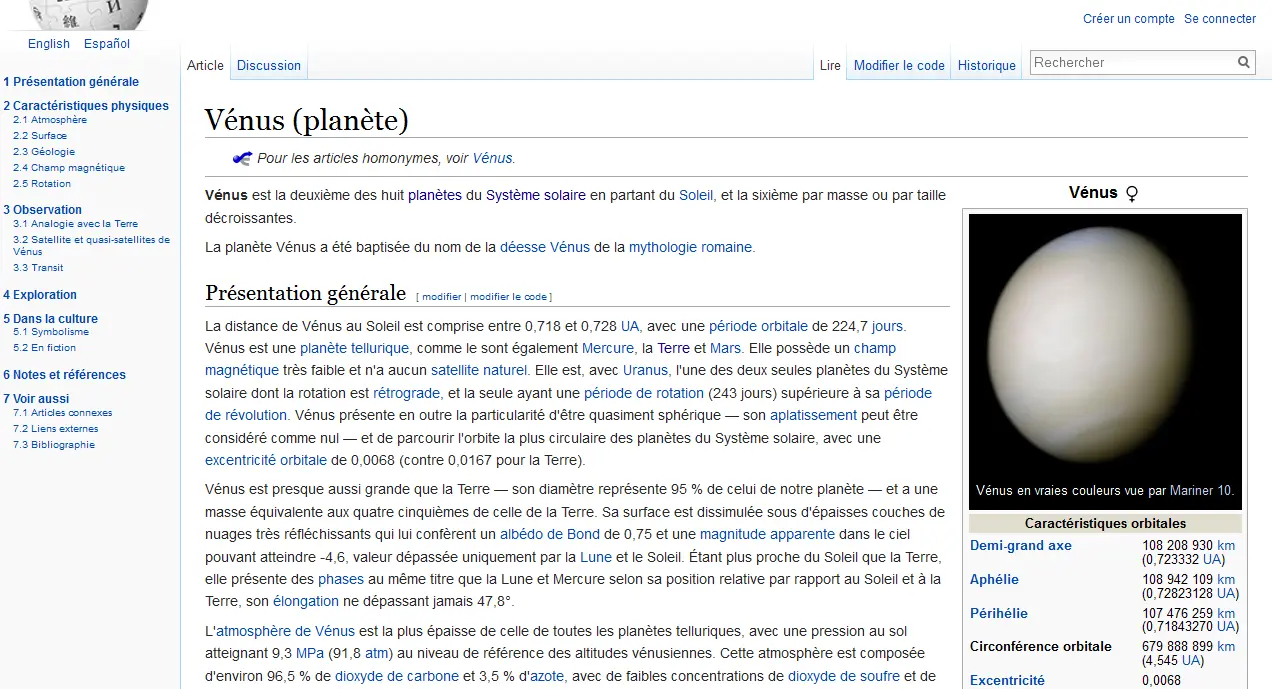 維 И
English Español
1 Présentation générale
2 Caractéristiques physiques
2.1 Atmosphère
2.2 Surface
2.3 Géologie
2.4 Champ magnétique
2.5 Rotation
3 Observation
3.1 Analogie avec la Terre
3.2 Satellite et quasi-satellites de
Vénus
3.3 Transit
4 Exploration
5 Dans la culture
5.1 Symbolisme
5.2 En fiction
6 Notes et références
7 Voir aussi
7.1 Articles connexes
7.2 Liens externes
7.3 Bibliographie
Créer un compte Se connecter
Article Discussion Lire Modifier le code Historique Rechercher
Vénus (planète)
Pour les articles homonymes, voir Vénus.
Vénus est la deuxième des huit planètes du Système solaire en partant du Soleil, et la sixième par masse ou par taille
décroissantes.
La planète Vénus a été baptisée du nom de la déesse Vénus de la mythologie romaine.
Présentation générale [ modifier | modifier le code ]
La distance de Vénus au Soleil est comprise entre 0,718 et 0,728 UA, avec une période orbitale de 224,7 jours.
Vénus est une planète tellurique, comme le sont également Mercure, la Terre et Mars. Elle possède un champ
magnétique très faible et n'a aucun satellite naturel. Elle est, avec Uranus, l'une des deux seules planètes du Système
solaire dont la rotation est rétrograde, et la seule ayant une période de rotation (243 jours) supérieure à sa période
de révolution. Vénus présente en outre la particularité d'être quasiment sphérique — son aplatissement peut être
considéré comme nul — et de parcourir l'orbite la plus circulaire des planètes du Système solaire, avec une
excentricité orbitale de 0,0068 (contre 0,0167 pour la Terre).
Vénus est presque aussi grande que la Terre — son diamètre représente 95 % de celui de notre planète — et a une
masse équivalente aux quatre cinquièmes de celle de la Terre. Sa surface est dissimulée sous d'épaisses couches de
nuages très réfléchissants qui lui confèrent un albédo de Bond de 0,75 et une magnitude apparente dans le ciel
pouvant atteindre -4,6, valeur dépassée uniquement par la Lune et le Soleil. Étant plus proche du Soleil que la Terre,
elle présente des phases au même titre que la Lune et Mercure selon sa position relative par rapport au Soleil et à la
Terre, son élongation ne dépassant jamais 47,8°.
L'atmosphère de Vénus est la plus épaisse de celle de toutes les planètes telluriques, avec une pression au sol
atteignant 9,3 MPa (91,8 atm) au niveau de référence des altitudes vénusiennes. Cette atmosphère est composée
d'environ 96,5 % de dioxyde de carbone et 3,5 % d'azote, avec de faibles concentrations de dioxyde de soufre et de
Vénus ♀
Vénus en vraies couleurs vue par Mariner 10.
Caractéristiques orbitales
Demi-grand axe 108 208 930 km
(0,723332 UA)
Aphélie 108 942 109 km
(0,72823128 UA)
Périhélie 107 476 259 km
(0,71843270 UA)
Circonférence orbitale 679 888 899 km
(4,545 UA)
Excentricité 0,0068